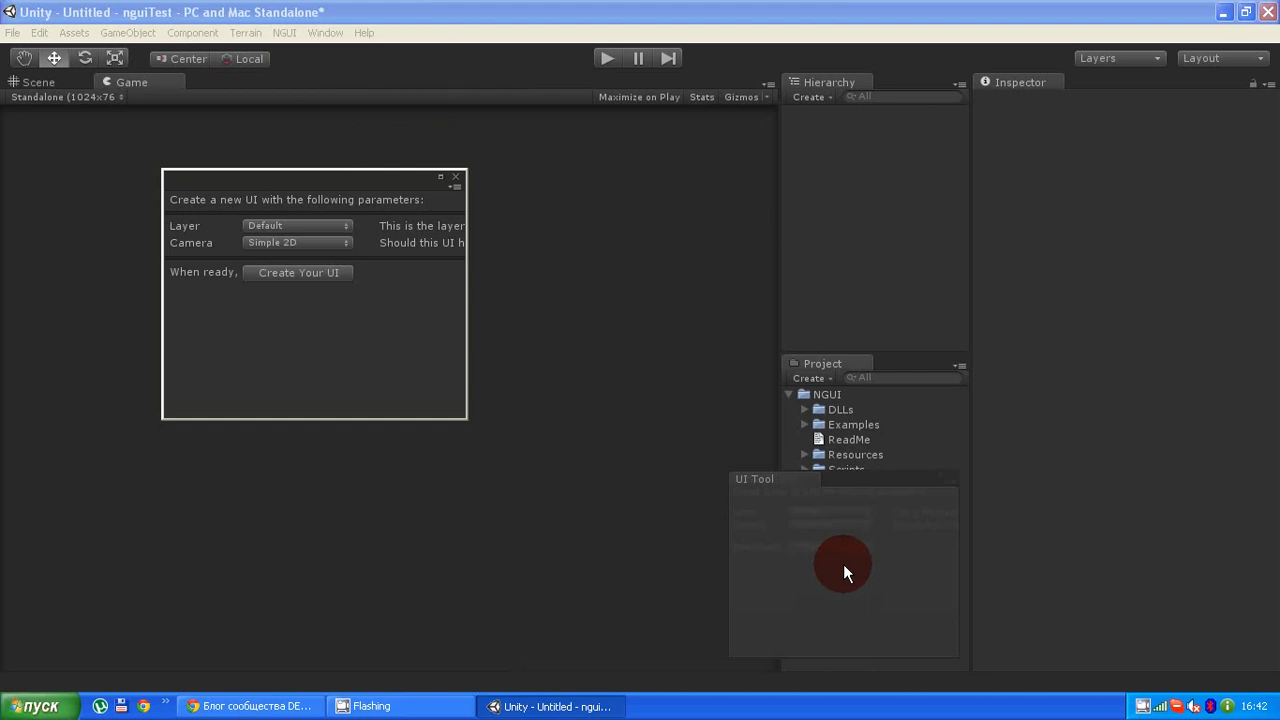 Unity - Untitled - nguiTest - PC and Mac Standalone*
File Edit Assets GameObject Component Terrain NGUI Window Help
Center Local Layers Layout
Scene Game Hierarchy Inspector
Standalone (1024x76 Maximize on Play Stats Gizmos Create All
Create a new UI with the following parameters:
Layer Default This is the layer
Camera Simple 2D Should this UI h
When ready, Create Your UI
Project
Create All
NGUI
DLLs
Examples
ReadMe
Resources
Scripts
UI Tool
пуск Блог сообщества DE... Flashing Unity - Untitled - ngui... 16:42